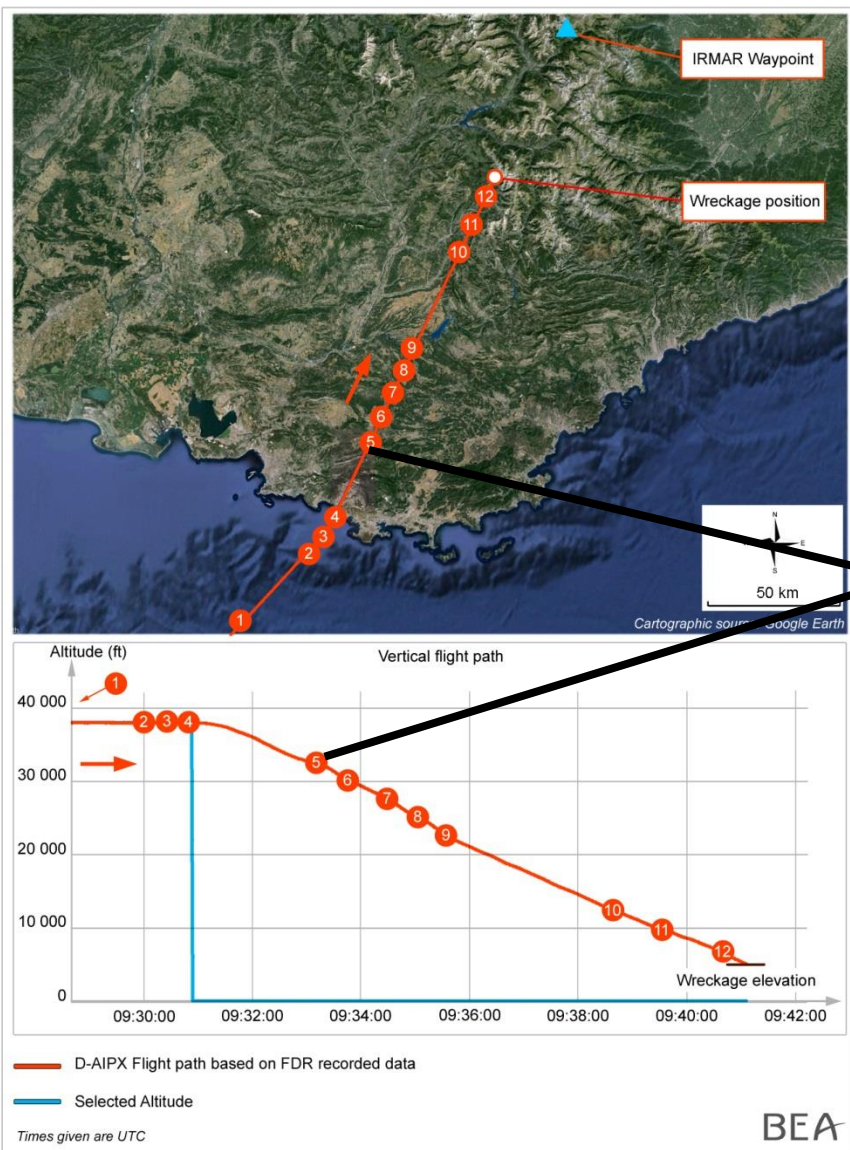 IRMAR Waypoint
Wreckage position
12
11
10
9
8
7
6
5
4
3
2
1
N
E
S
50 km
Cartographic source: Google Earth
Altitude (ft)
Vertical flight path
1
40 000
2 3 4
5
30 000
6
7
8
9
20 000
10
10 000
11
12
Wreckage elevation
0
09:30:00 09:32:00 09:34:00 09:36:00 09:38:00 09:40:00 09:42:00
D-AIPX Flight path based on FDR recorded data
Selected Altitude
Times given are UTC
BEA